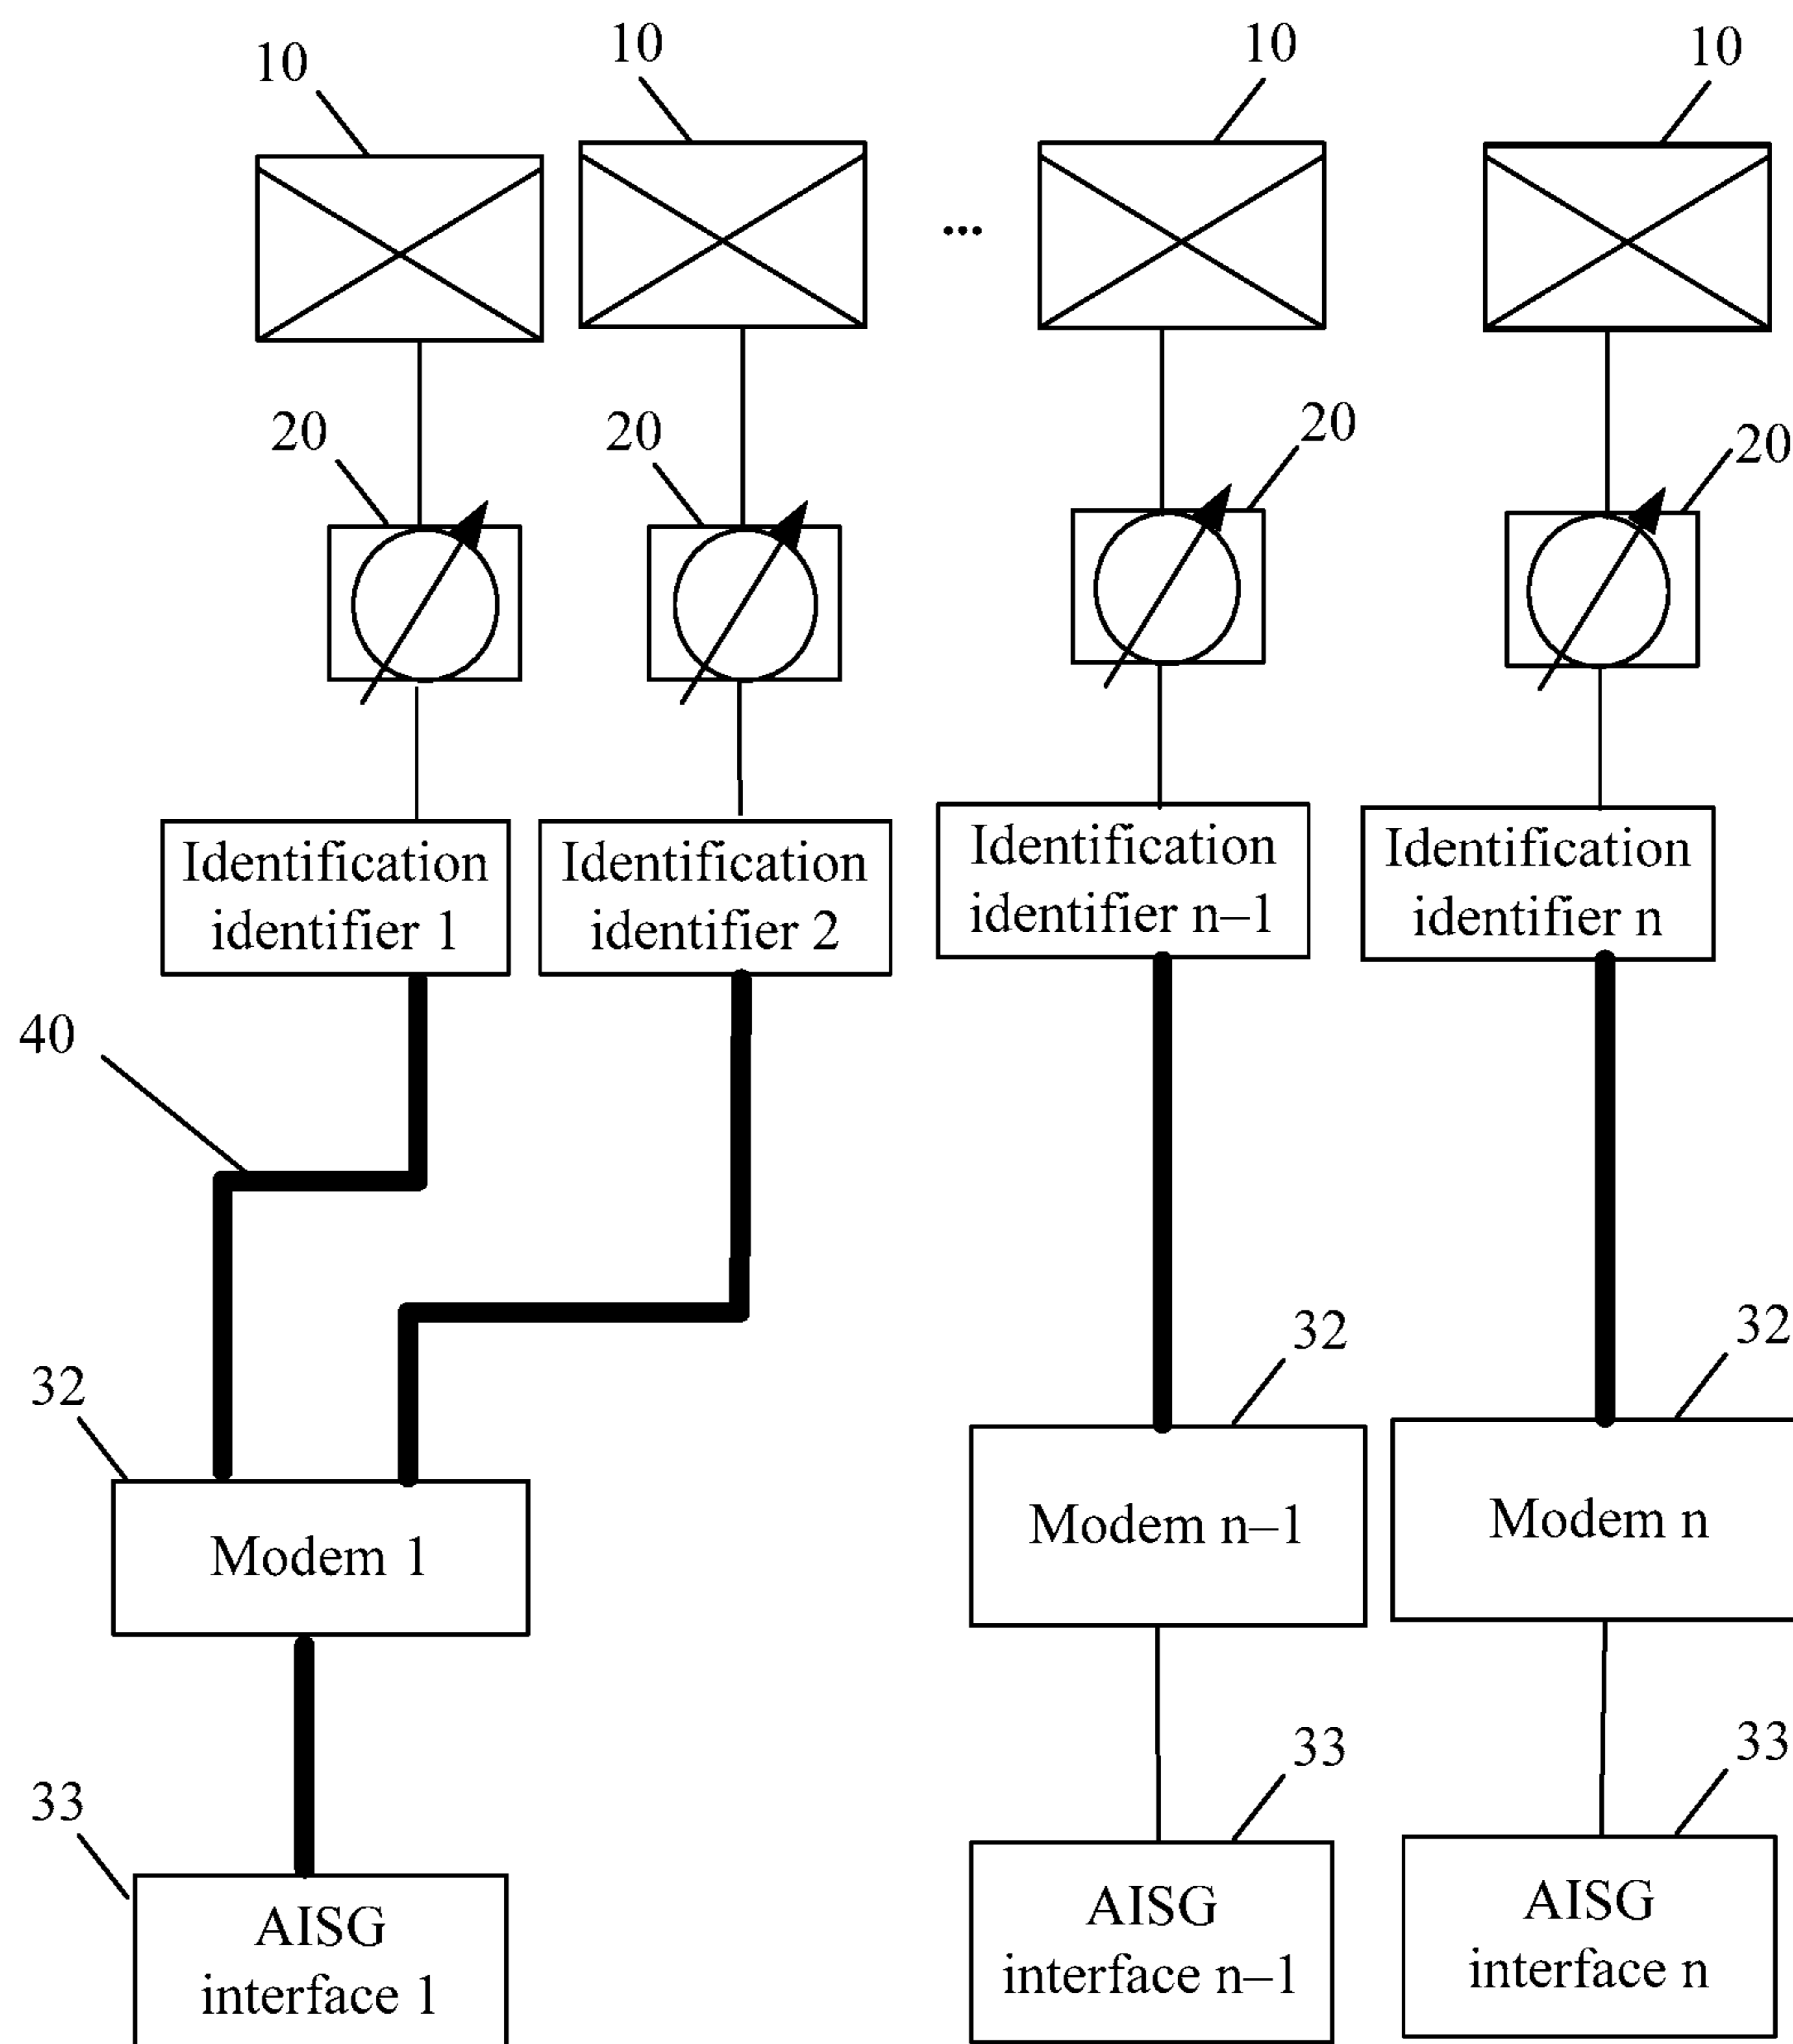 10
10
10
10
...
20
20
20
20
Identification
identifier 1
Identification
identifier 2
Identification
identifier n–1
Identification
identifier n
40
32
32
32
Modem 1
Modem n–1
Modem n
33
33
33
AISG
interface 1
AISG
interface n–1
AISG
interface n